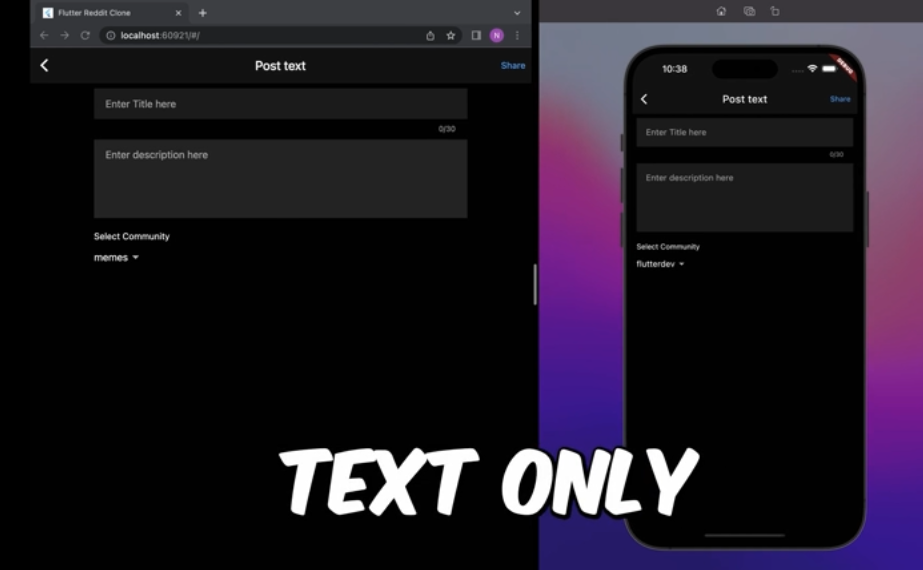 Flutter Reddit Clone
localhost:60921/#/
N
Post text
Share
Enter Title here
0/30
Enter description here
Select Community
memes
10:38
DEBUG
Post text
Share
Enter Title here
0/30
Enter description here
Select Community
flutterdev
TEXT ONLY